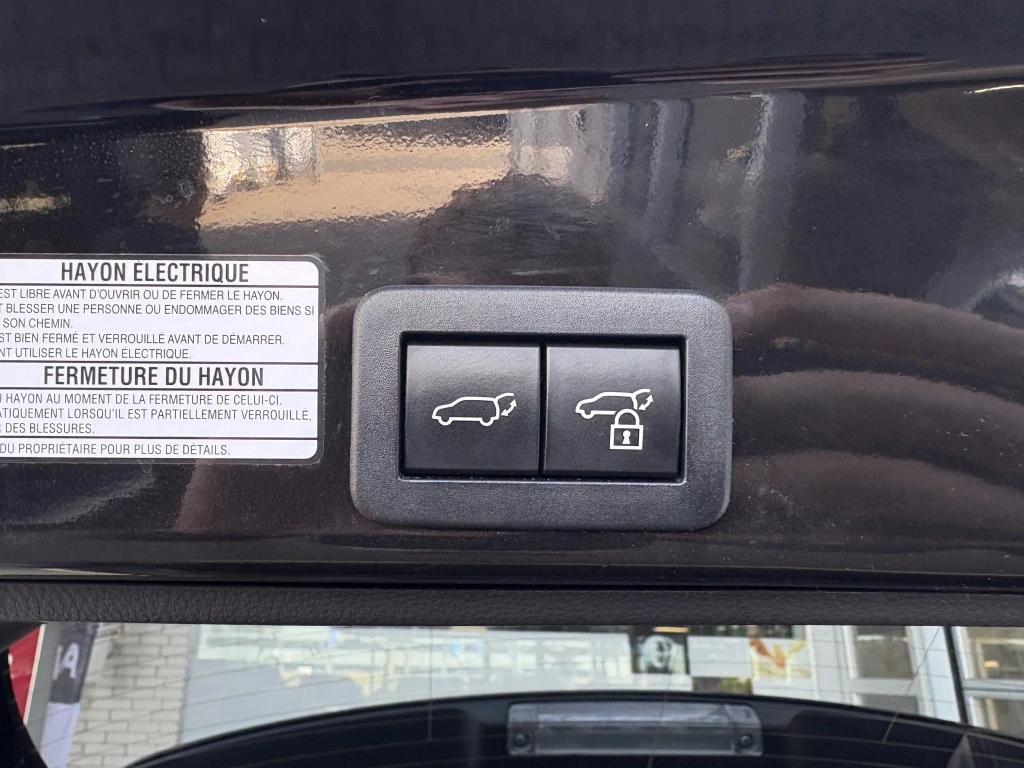 HAYON ÉLECTRIQUE
EST LIBRE AVANT D'OUVRIR OU DE FERMER LE HAYON.
BLESSER UNE PERSONNE OU ENDOMMAGER DES BIENS SI
SON CHEMIN.
EST BIEN FERMÉ ET VERROUILLÉ AVANT DE DÉMARRER.
UTILISER LE HAYON ÉLECTRIQUE.
FERMETURE DU HAYON
HAYON AU MOMENT DE LA FERMETURE DE CELUI-CI.
LORSQU'IL EST PARTIELLEMENT VERROUILLÉ,
DES BLESSURES.
DU PROPRIÉTAIRE POUR PLUS DE DÉTAILS.